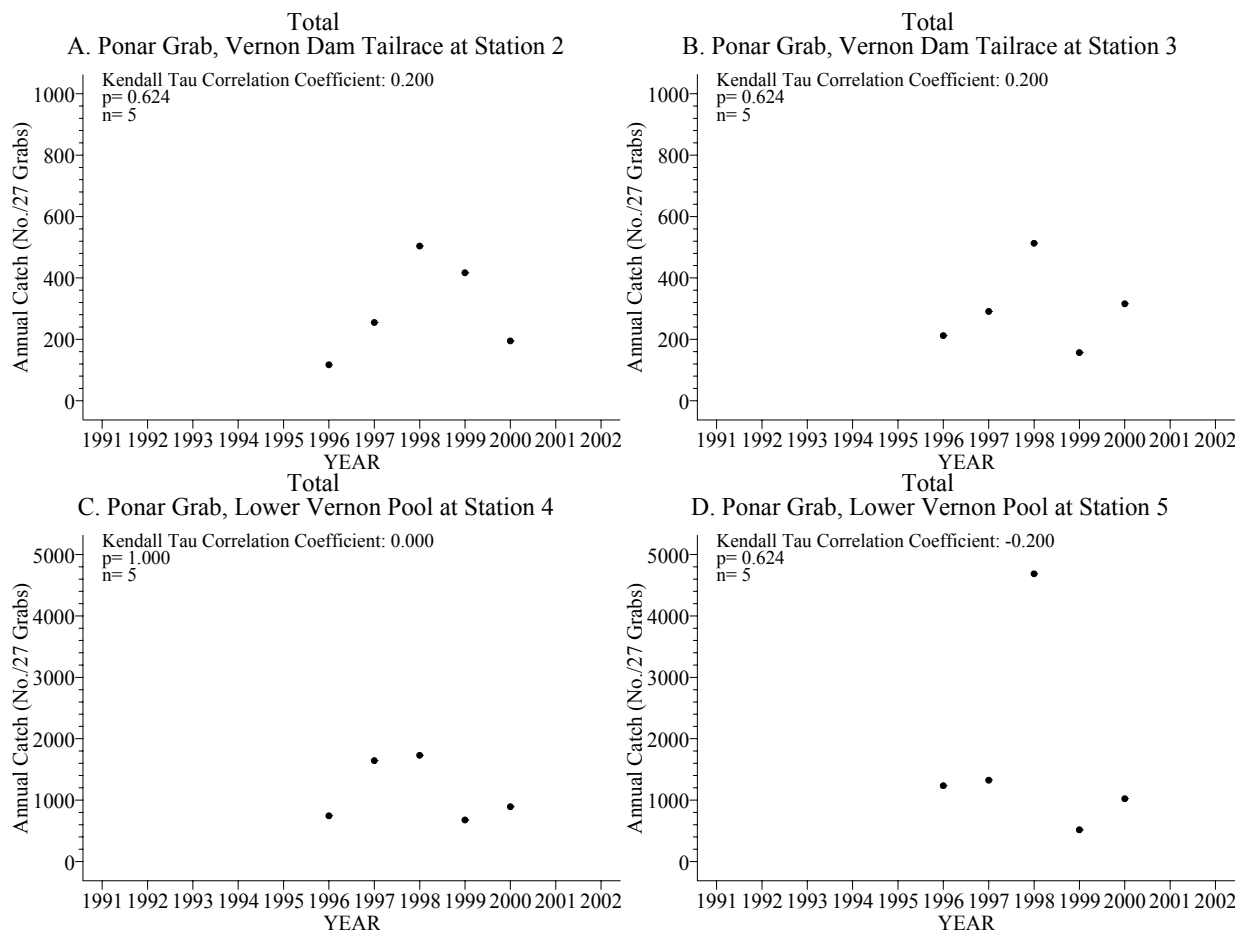 Total
A. Ponar Grab, Vernon Dam Tailrace at Station 2
Kendall Tau Correlation Coefficient: 0.200
p= 0.624
n= 5
Annual Catch (No./27 Grabs)
1000
800
600
400
200
0
1991 1992 1993 1994 1995 1996 1997 1998 1999 2000 2001 2002
YEAR
Total
B. Ponar Grab, Vernon Dam Tailrace at Station 3
Kendall Tau Correlation Coefficient: 0.200
p= 0.624
n= 5
Annual Catch (No./27 Grabs)
1000
800
600
400
200
0
1991 1992 1993 1994 1995 1996 1997 1998 1999 2000 2001 2002
YEAR
Total
C. Ponar Grab, Lower Vernon Pool at Station 4
Kendall Tau Correlation Coefficient: 0.000
p= 1.000
n= 5
Annual Catch (No./27 Grabs)
5000
4000
3000
2000
1000
0
1991 1992 1993 1994 1995 1996 1997 1998 1999 2000 2001 2002
YEAR
Total
D. Ponar Grab, Lower Vernon Pool at Station 5
Kendall Tau Correlation Coefficient: -0.200
p= 0.624
n= 5
Annual Catch (No./27 Grabs)
5000
4000
3000
2000
1000
0
1991 1992 1993 1994 1995 1996 1997 1998 1999 2000 2001 2002
YEAR